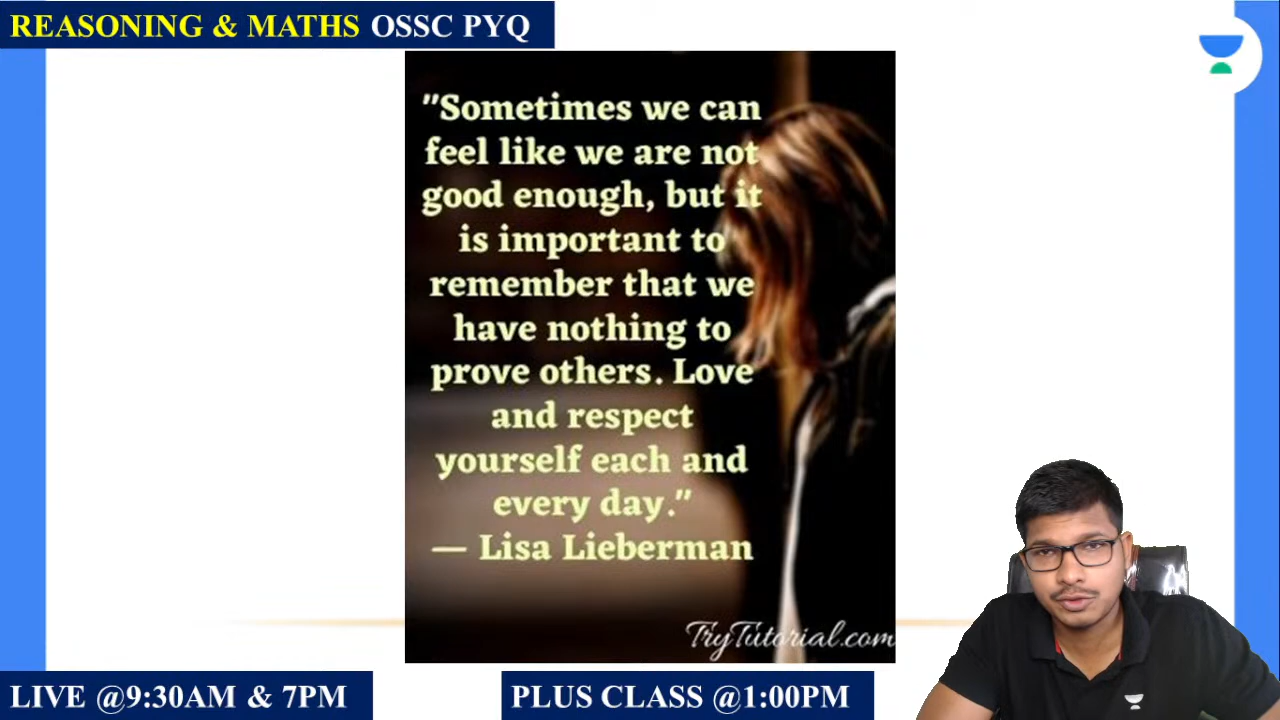 REASONING & MATHS OSSC PYQ
"Sometimes we can
feel like we are not
good enough, but it
is important to
remember that we
have nothing to
prove others. Love
and respect
yourself each and
every day."
— Lisa Lieberman
TryTutorial.com
LIVE @9:30AM & 7PM
PLUS CLASS @1:00PM